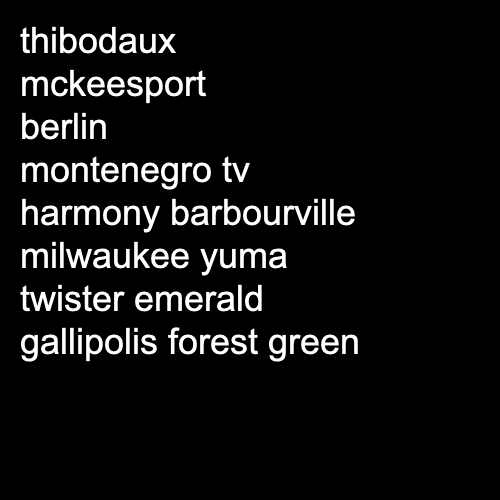 thibodaux
mckeesport
berlin
montenegro tv
harmony barbourville
milwaukee yuma
twister emerald
gallipolis forest green